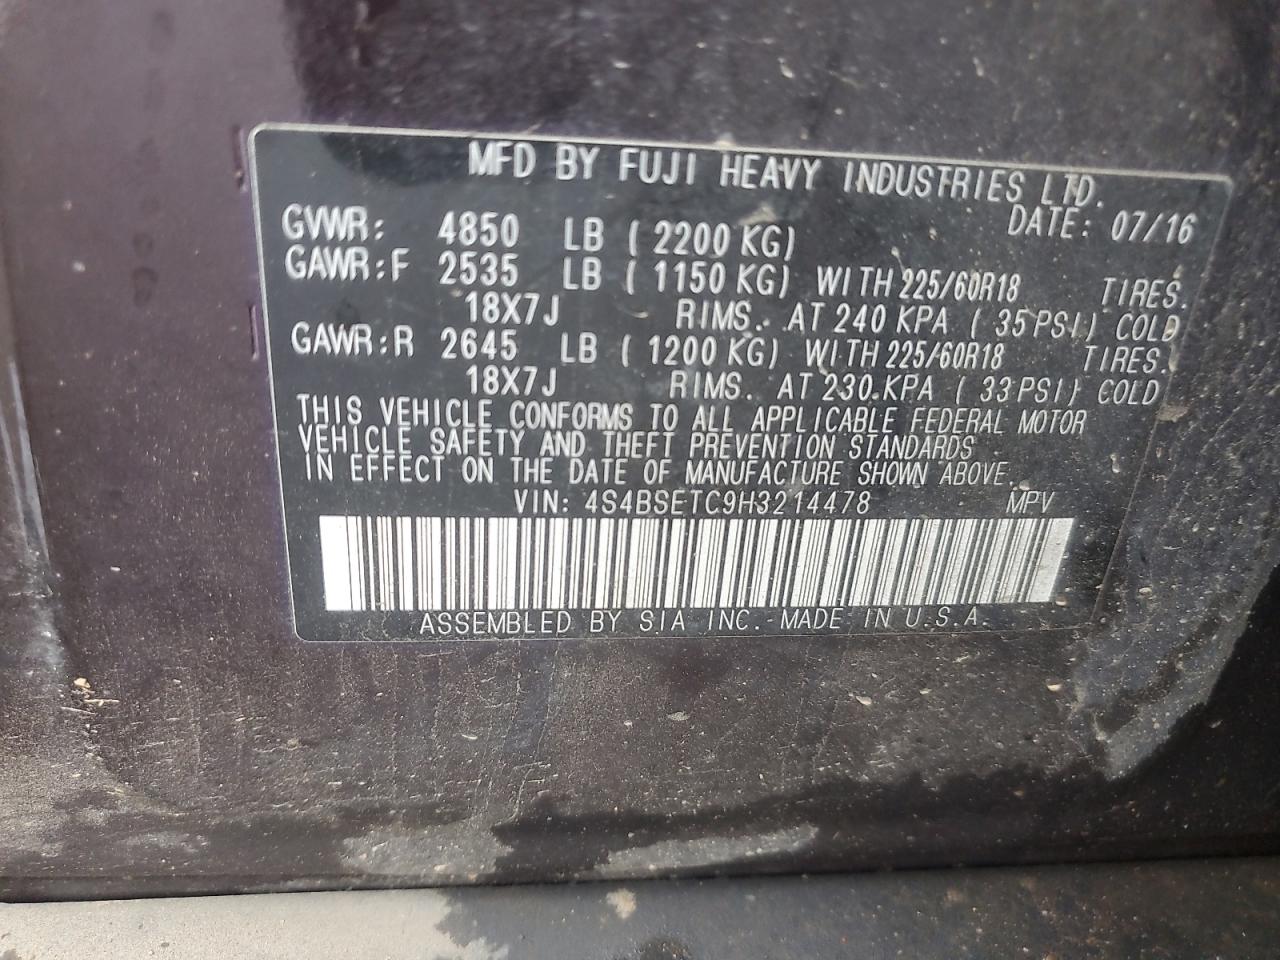 MFD BY FUJI HEAVY INDUSTRIES LTD.
DATE: 07/16
GVWR: 4850 LB ( 2200 KG)
GAWR:F 2535 LB ( 1150 KG) WITH 225/60R18 TIRES.
18X7J RIMS. AT 240 KPA ( 35 PSI) COLD
GAWR:R 2645 LB ( 1200 KG) WITH 225/60R18 TIRES.
18X7J RIMS. AT 230 KPA ( 33 PSI) COLD
THIS VEHICLE CONFORMS TO ALL APPLICABLE FEDERAL MOTOR
VEHICLE SAFETY AND THEFT PREVENTION STANDARDS
IN EFFECT ON THE DATE OF MANUFACTURE SHOWN ABOVE.
VIN: 4S4BSETC9H3214478 MPV
ASSEMBLED BY SIA INC. MADE IN U.S.A.